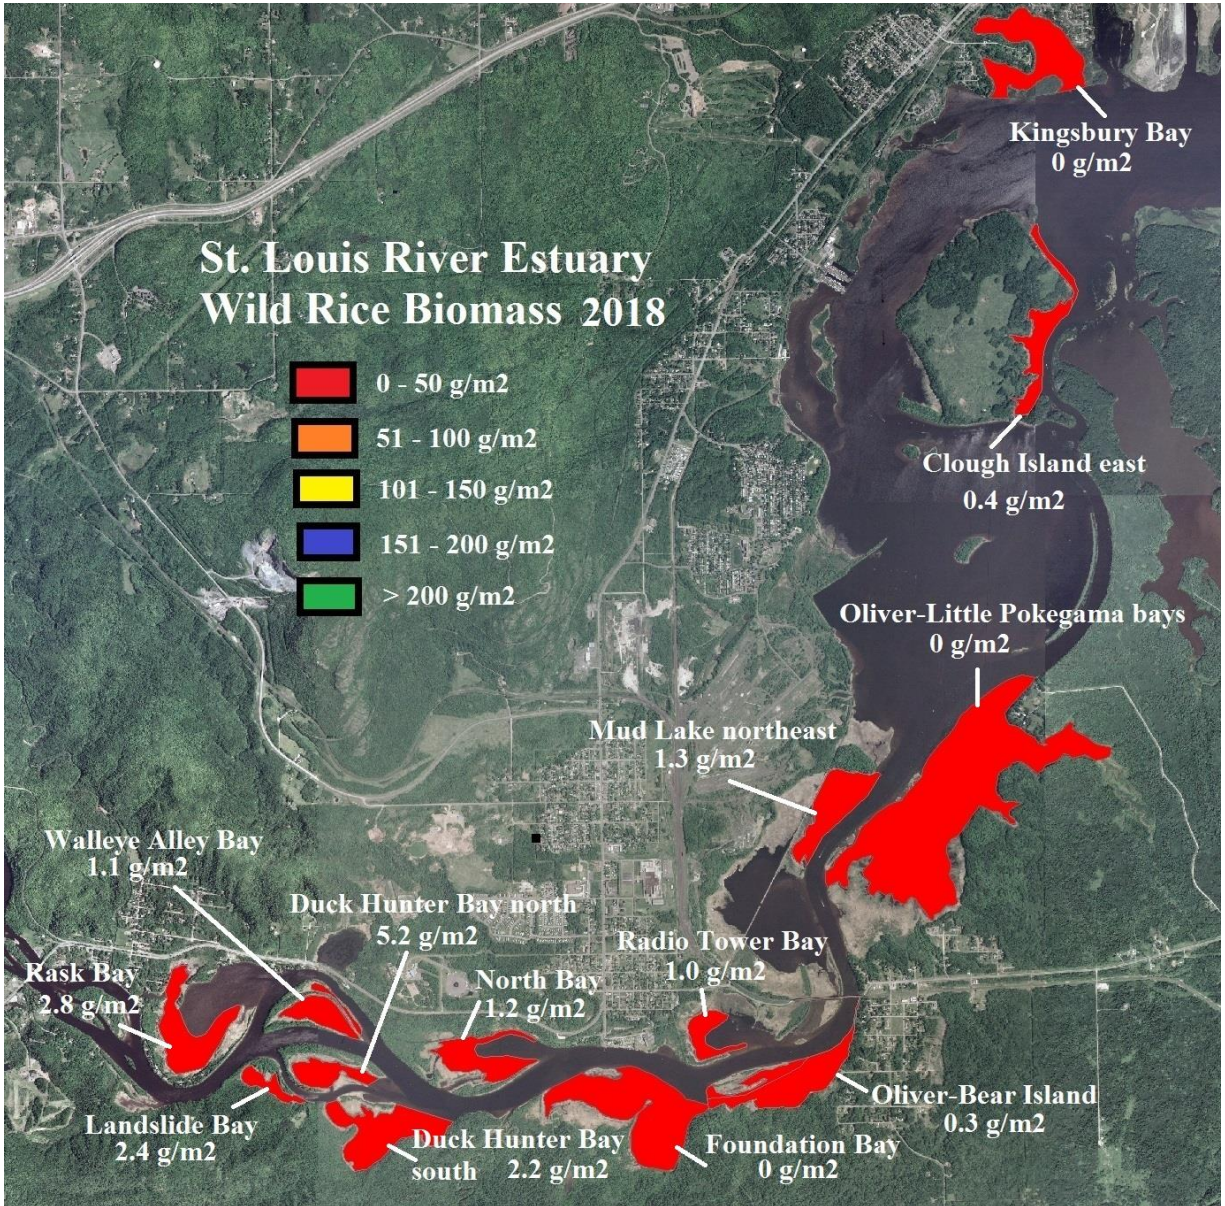 Kingsbury Bay
0 g/m2
St. Louis River Estuary
Wild Rice Biomass 2018
0 - 50 g/m2
51 - 100 g/m2
101 - 150 g/m2
151 - 200 g/m2
> 200 g/m2
Clough Island east
0.4 g/m2
Oliver-Little Pokegama bays
0 g/m2
Mud Lake northeast
1.3 g/m2
Walleye Alley Bay
1.1 g/m2
Duck Hunter Bay north
5.2 g/m2
Radio Tower Bay
1.0 g/m2
Rask Bay
2.8 g/m2
North Bay
1.2 g/m2
Oliver-Bear Island
0.3 g/m2
Landslide Bay
2.4 g/m2
Duck Hunter Bay
south 2.2 g/m2
Foundation Bay
0 g/m2